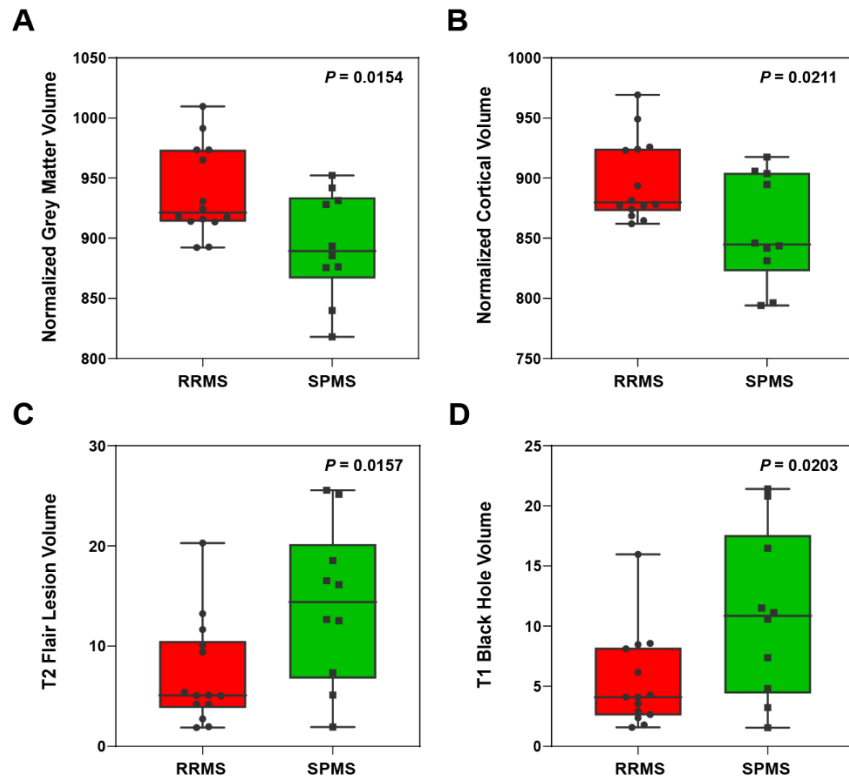 A
Normalized Grey Matter Volume
1050
1000
950
900
850
800
P = 0.0154
RRMS
SPMS
B
Normalized Cortical Volume
1000
950
900
850
800
750
P = 0.0211
RRMS
SPMS
C
T2 Flair Lesion Volume
30
20
10
0
P = 0.0157
RRMS
SPMS
D
T1 Black Hole Volume
25
20
15
10
5
0
P = 0.0203
RRMS
SPMS